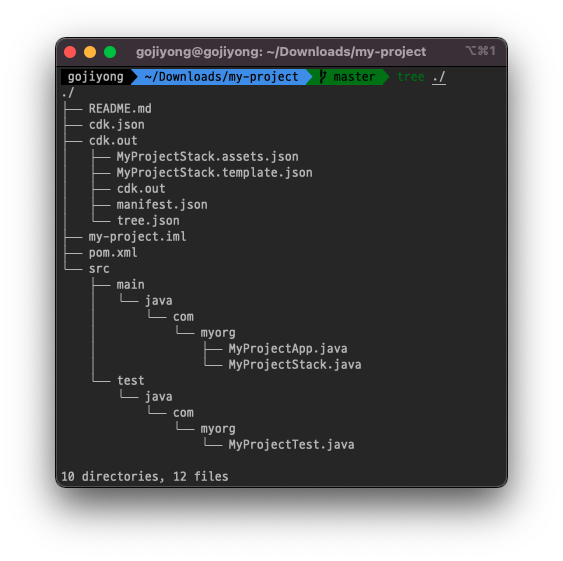 gojiyong@gojiyong: ~/Downloads/my-project ⌥⌘1
gojiyong ~/Downloads/my-project master tree ./
./
├── README.md
├── cdk.json
├── cdk.out
│   ├── MyProjectStack.assets.json
│   ├── MyProjectStack.template.json
│   ├── cdk.out
│   ├── manifest.json
│   └── tree.json
├── my-project.iml
├── pom.xml
└── src
    ├── main
    │   └── java
    │       └── com
    │           └── myorg
    │               ├── MyProjectApp.java
    │               └── MyProjectStack.java
    └── test
        └── java
            └── com
                └── myorg
                    └── MyProjectTest.java
10 directories, 12 files